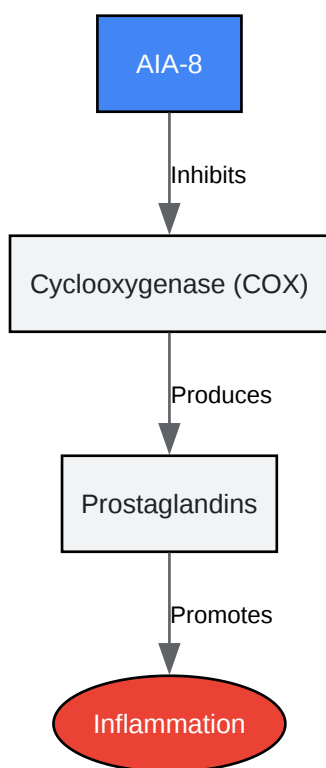 AIA-8
Inhibits
Cyclooxygenase (COX)
Produces
Prostaglandins
Promotes
Inflammation